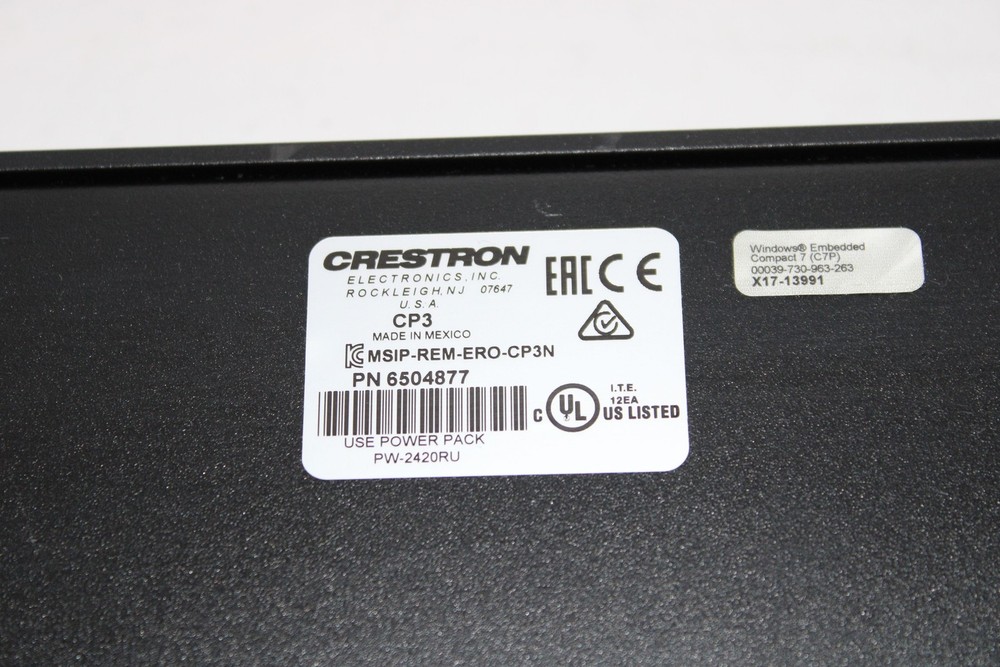 CRESTRON
ELECTRONICS, INC.
ROCKLEIGH, NJ 07647
U.S.A.
CP3
MADE IN MEXICO
MSIP-REM-ERO-CP3N
PN 6504877
USE POWER PACK
PW-2420RU
EAC CE
I.T.E.
12EA
C UL US LISTED
Windows® Embedded
Compact 7 (C7P)
00039-730-963-263
X17-13991